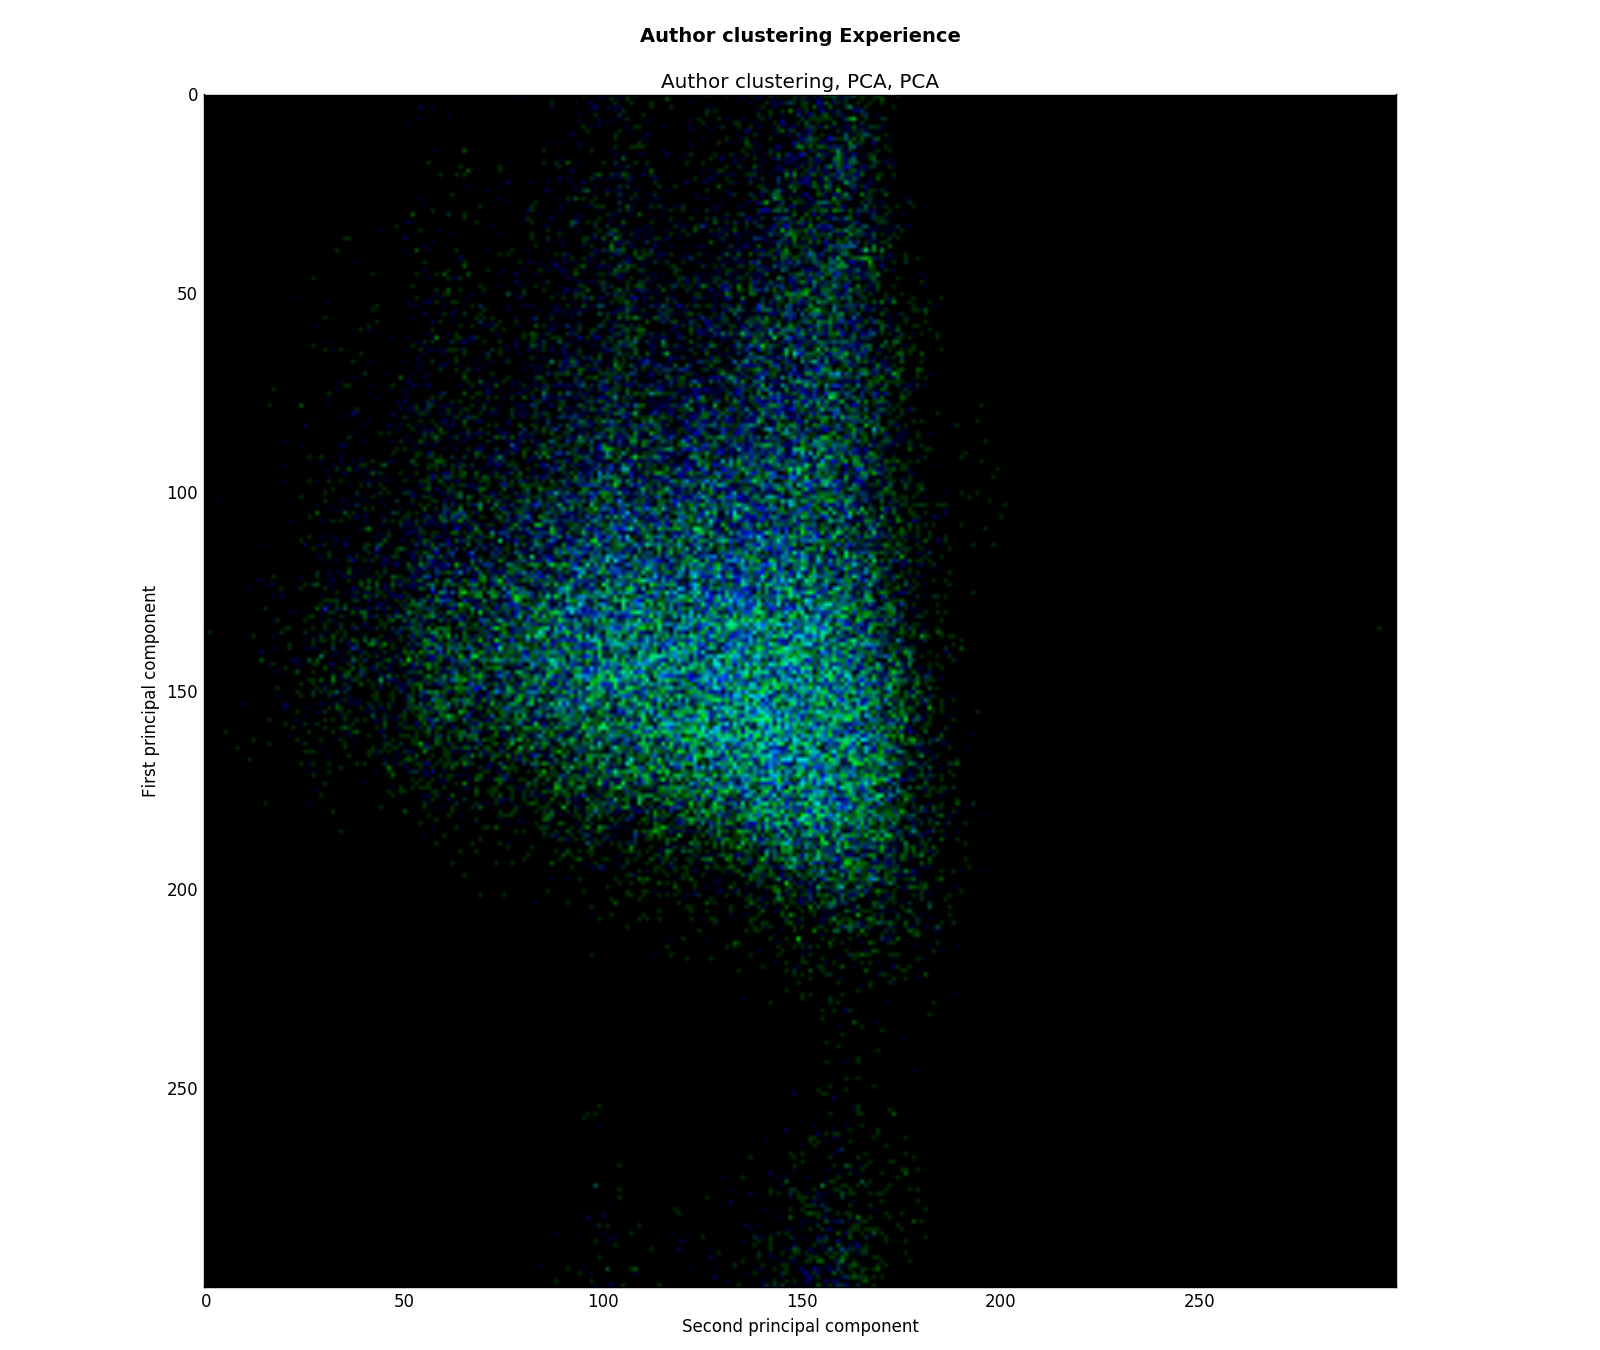 Author clustering Experience
Author clustering, PCA, PCA
0
50
100
150
200
250
First principal component
0 50 100 150 200 250
Second principal component